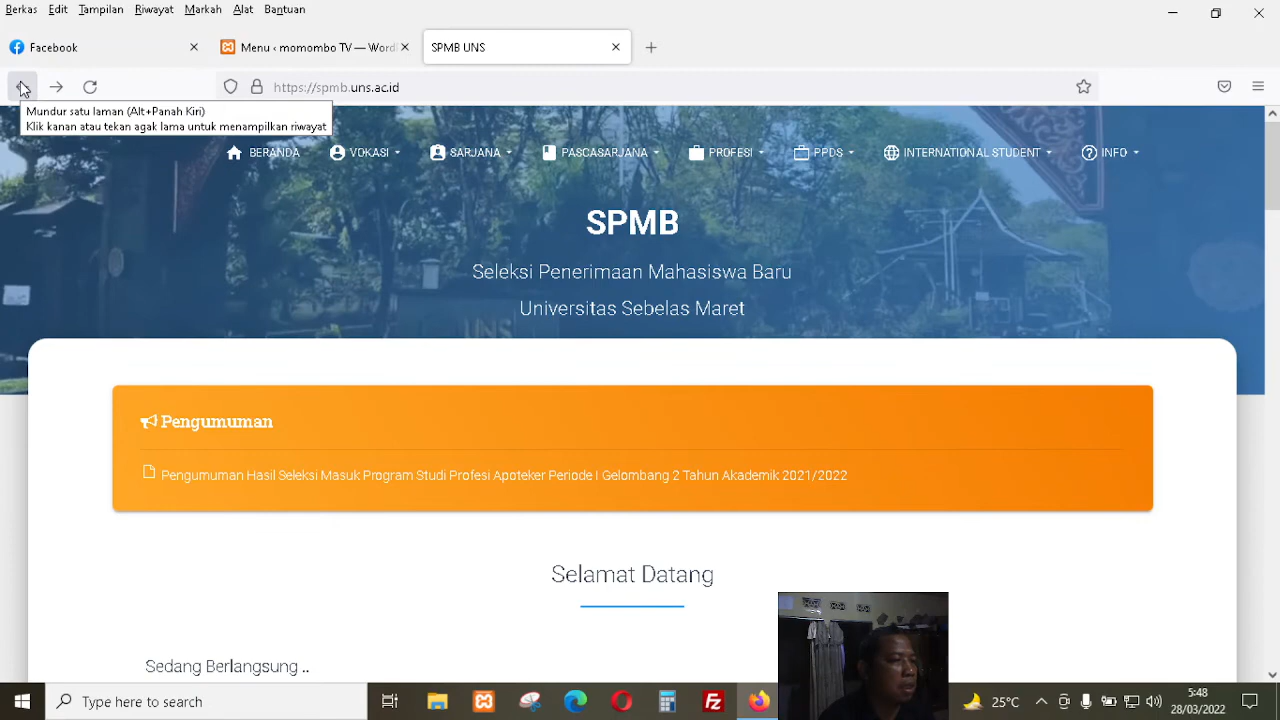 Berkas Edit Tampilan Riwayat Markah Alat Bantuan
Facebook
Menu ‹ momombo TV — Word
SPMB UNS
https://spmb.uns.ac.id
Mundur satu laman (Alt+Panah Kiri)
Klik kanan atau tekan agak lama untuk menampilkan riwayat
BERANDA VOKASI SARJANA PASCASARJANA PROFESI PPDS INTERNATIONAL STUDENT INFO
SPMB
Seleksi Penerimaan Mahasiswa Baru
Universitas Sebelas Maret
Pengumuman
Pengumuman Hasil Seleksi Masuk Program Studi Profesi Apoteker Periode I Gelombang 2 Tahun Akademik 2021/2022
Selamat Datang
Sedang Berlangsung ..
Type here to search
25°C
5:48
28/03/2022